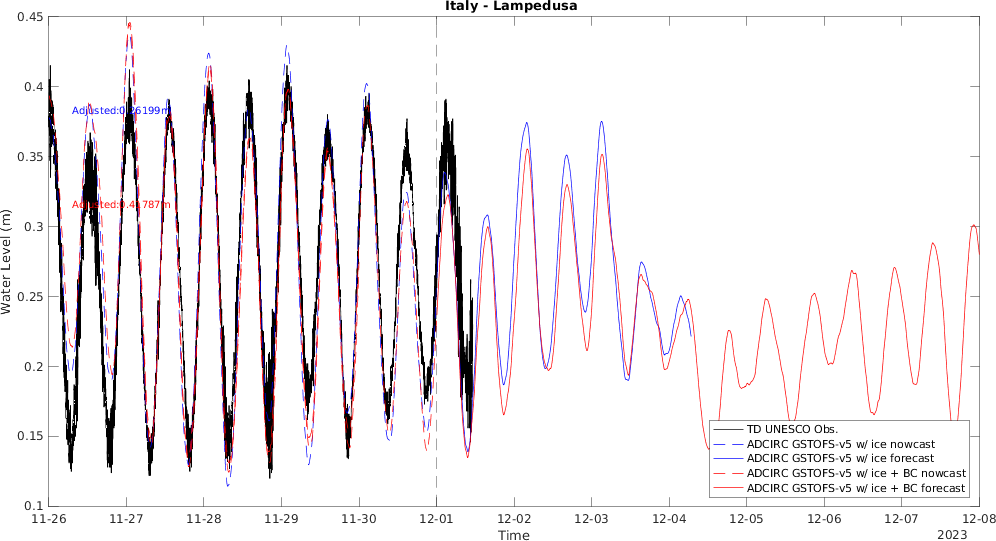 Italy - Lampedusa
Water Level (m)
0.45
0.4
0.35
0.3
0.25
0.2
0.15
0.1
Adjusted:0.26199m
Adjusted:0.41787m
TD UNESCO Obs.
ADCIRC GSTOFS-v5 w/ ice nowcast
ADCIRC GSTOFS-v5 w/ ice forecast
ADCIRC GSTOFS-v5 w/ ice + BC nowcast
ADCIRC GSTOFS-v5 w/ ice + BC forecast
11-26 11-27 11-28 11-29 11-30 12-01 12-02 12-03 12-04 12-05 12-06 12-07 12-08
Time
2023